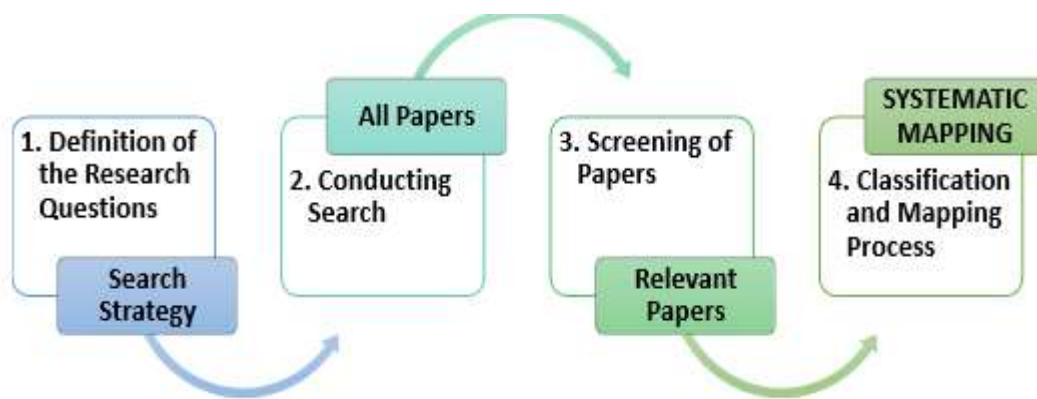 1. Definition of
the Research
Questions
Search
Strategy
All Papers
2. Conducting
Search
3. Screening of
Papers
Relevant
Papers
SYSTEMATIC
MAPPING
4. Classification
and Mapping
Process